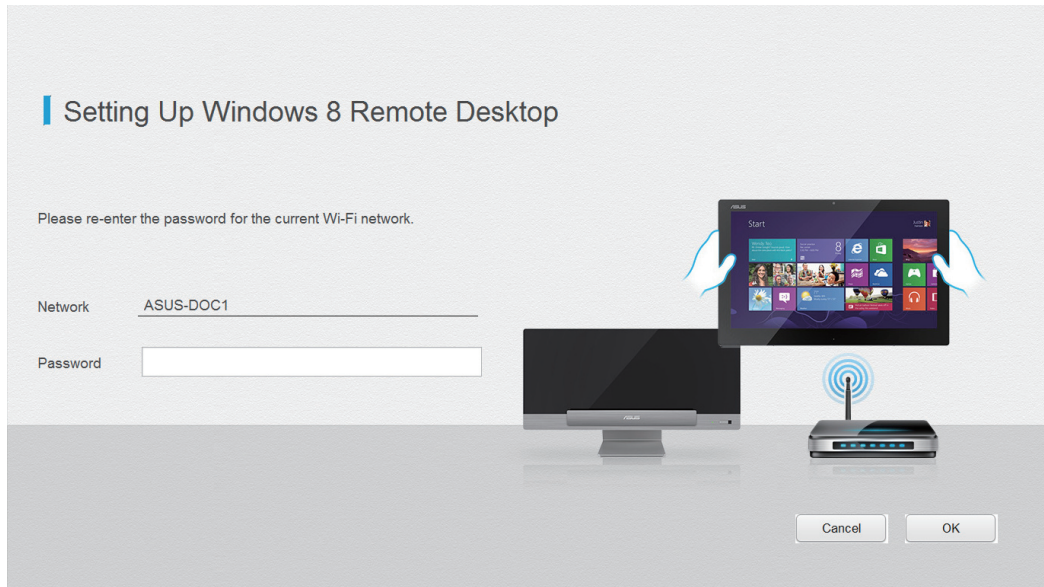 Setting Up Windows 8 Remote Desktop
Please re-enter the password for the current Wi-Fi network.
Network ASUS-DOC1
Password
ASUS
Start
8
ASUS
Cancel OK